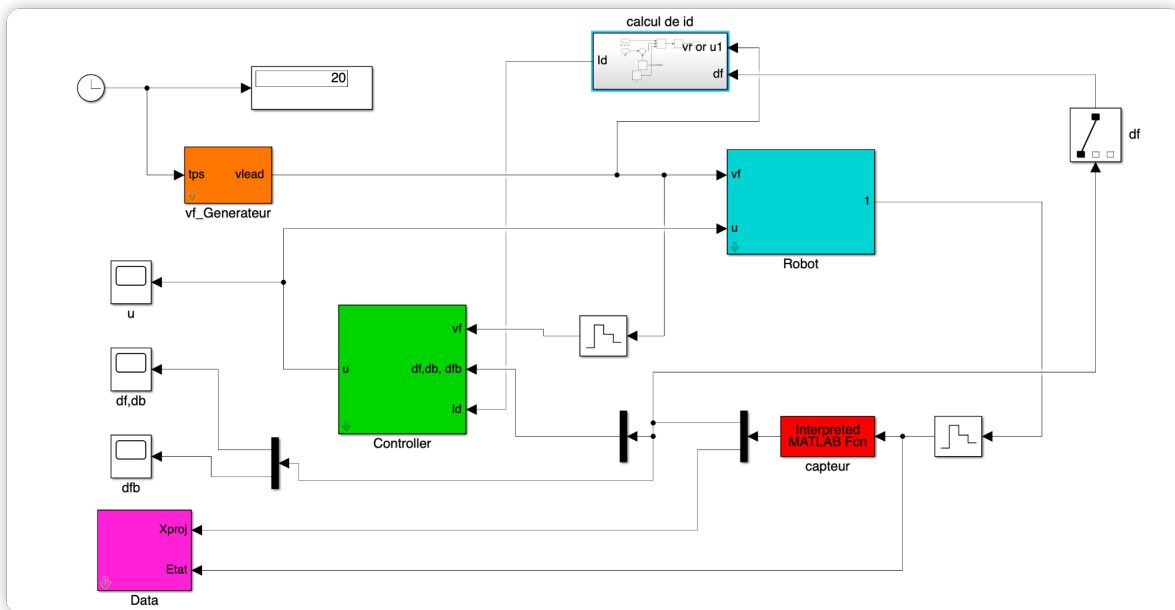 calcul de id
Id
vr or u1
df
20
df
tps
vlead
vf_Generateur
vf
u
1
Robot
u
vf
u
df,db, dfb
Id
Controller
df,db
dfb
Interpreted
MATLAB Fcn
capteur
Xproj
Etat
Data